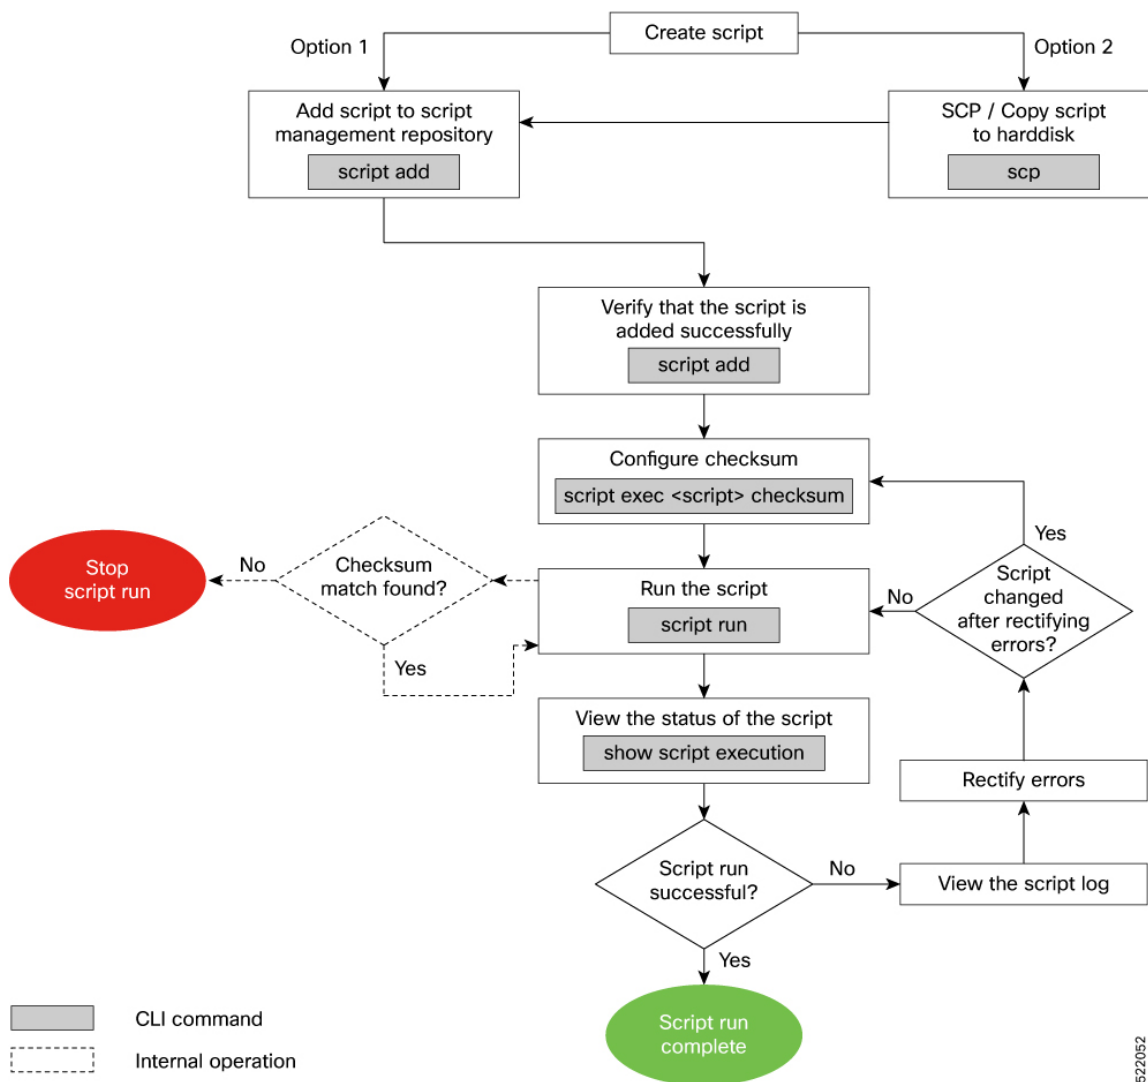 Create script
Option 1
Option 2
Add script to script
management repository
script add
SCP / Copy script
to harddisk
scp
Verify that the script is
added successfully
script add
Configure checksum
script exec <script> checksum
Yes
Stop
script run
No
Checksum
match found?
Yes
Run the script
script run
No
Script
changed
after rectifying
errors?
View the status of the script
show script execution
Rectify errors
Script run
successful?
No
View the script log
Yes
Script run
complete
CLI command
Internal operation
522052